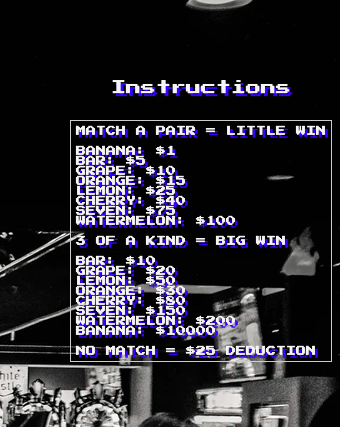 Instructions
MATCH A PAIR = LITTLE WIN
BANANA: $1
BAR: $5
GRAPE: $10
ORANGE: $15
LEMON: $25
CHERRY: $40
SEVEN: $75
WATERMELON: $100
3 OF A KIND = BIG WIN
BAR: $10
GRAPE: $20
LEMON: $50
ORANGE: $30
CHERRY: $80
SEVEN: $150
WATERMELON: $200
BANANA: $10000
NO MATCH = $25 DEDUCTION